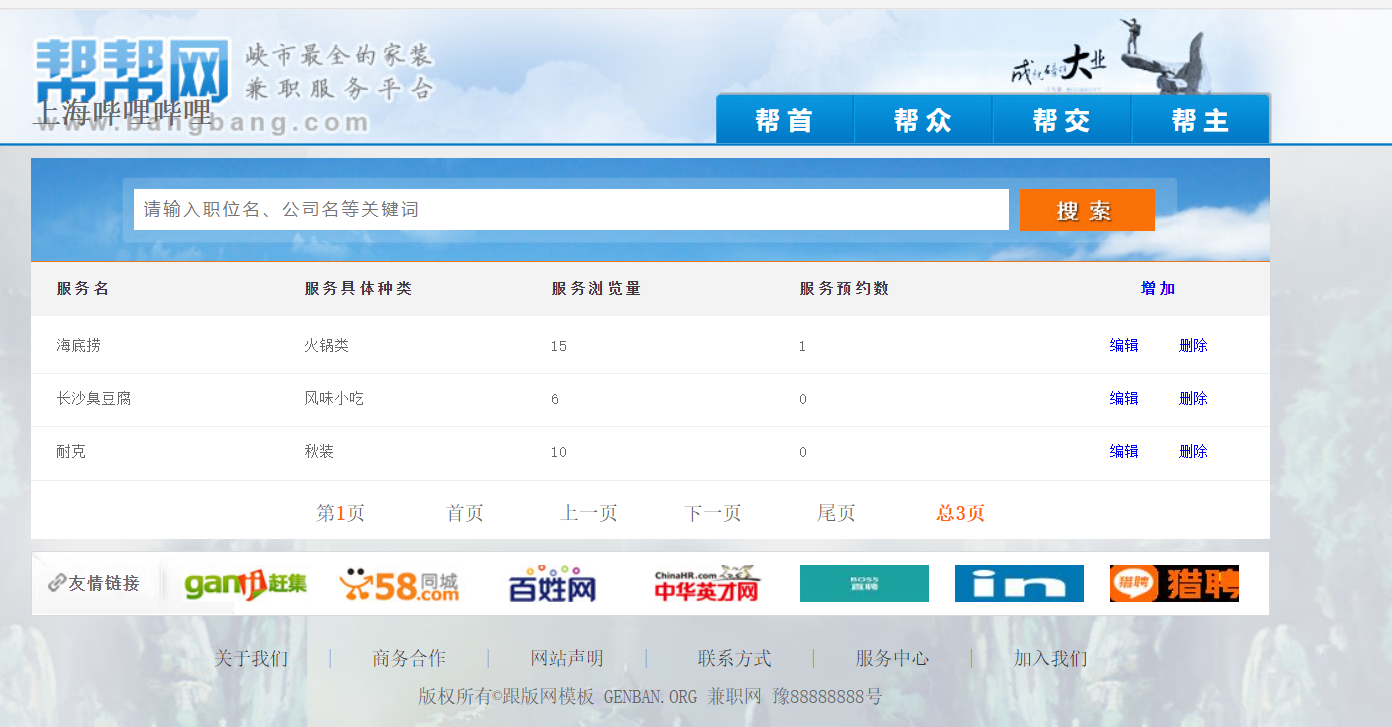 帮帮网
峡市最全的家装
兼职服务平台
上海哔哩哔哩
www.bangbang.com
大业
帮首 帮众 帮交 帮主
请输入职位名、公司名等关键词 搜索
服务名 服务具体种类 服务浏览量 服务预约数 增加
海底捞 火锅类 15 1 编辑 删除
长沙臭豆腐 风味小吃 6 0 编辑 删除
耐克 秋装 10 0 编辑 删除
第1页 首页 上一页 下一页 尾页 总3页
友情链接 ganji赶集 58同城.com 百姓网 ChinaHR.com 中华英才网 BOSS直聘 in 猎聘 猎聘
关于我们 | 商务合作 | 网站声明 | 联系方式 | 服务中心 | 加入我们
版权所有©跟版网模板 GENBAN.ORG 兼职网 豫88888888号